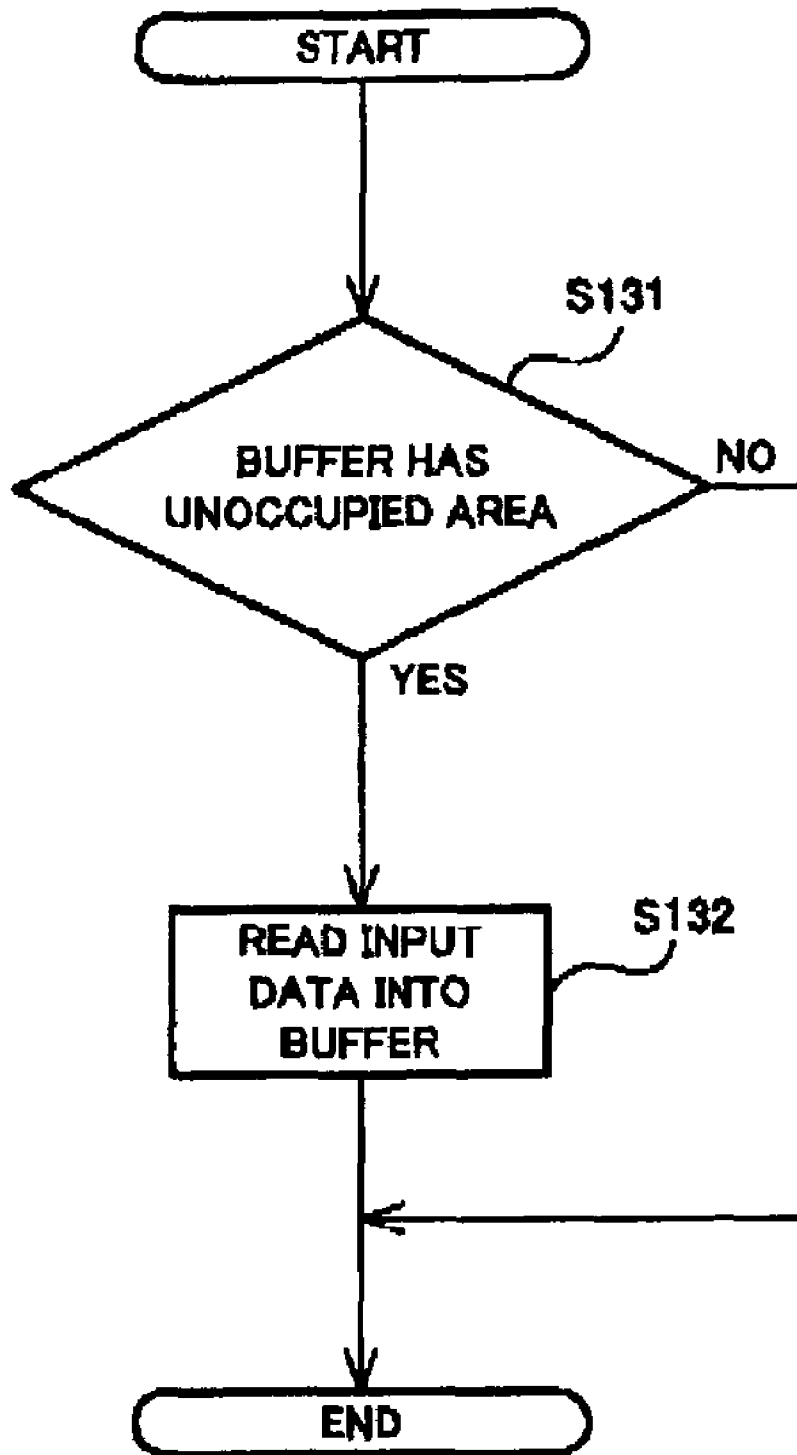 START
S131
BUFFER HAS
UNOCCUPIED AREA
NO
YES
READ INPUT
DATA INTO
BUFFER
S132
END